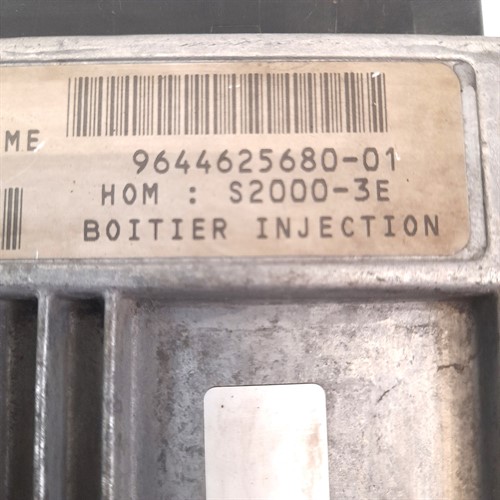 ME
9644625680-01
HOM : S2000-3E
BOITIER INJECTION